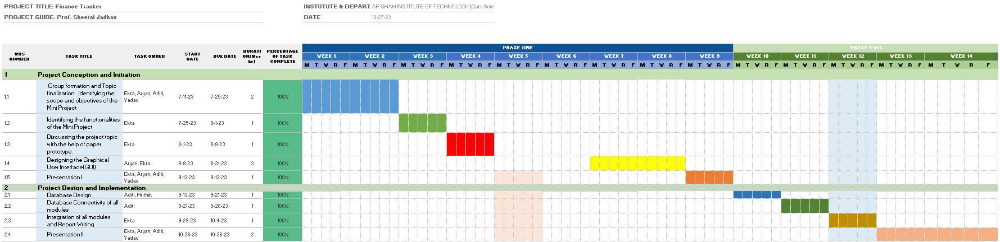 PROJECT TITLE: Finance Tracker
INSTUTUTE & DEPART AP SHAH INSTITUTE OF TECHNOLOGY(Data Scie
PROJECT GUIDE: Prof. Sheetal Jadhav
DATE 10-27-23
PHASE ONE PHASE TWO
WBS NUMBER TASK TITLE TASK OWNER START DATE DUE DATE DURATI ON(Wee ks) PERCENTAGE OF TASK COMPLETE
WEEK 1 WEEK 2 WEEK 3 WEEK 4 WEEK 5 WEEK 6 WEEK 7 WEEK 8 WEEK 9 WEEK 10 WEEK 11 WEEK 12 WEEK 13 WEEK 14
M T W R F M T W R F M T W R F M T W R F M T W R F M T W R F M T W R F M T W R F M T W R F M T W R F M T W R F M T W R F M T W R F M T W R F
1 Project Conception and Initiation
1.1
Group formation and Topic
finalization. Identifying the
scope and objectives of the
Mini Project
Ekta, Aryan, Aditi,
Yadav
7-11-23 7-25-23 2 100%
1.2
Identifying the functionalities
of the Mini Project
Ekta 7-25-23 8-1-23 1 100%
1.3
Discussing the project topic
with the help of paper
prototype.
Ekta 8-1-23 8-8-23 1 100%
1.4
Designing the Graphical
User Interface(GUI)
Aryan, Ekta 8-8-23 8-31-23 3 100%
1.5 Presentation I
Ekta, Aryan, Aditi,
Yadav
9-13-23 9-13-23 1 100%
2 Project Design and Implementation
2.1 Database Design Aditi, Hrithik 9-13-23 9-21-23 1 100%
2.2
Database Connectivity of all
modules
Aditi 9-21-23 9-28-23 1 100%
2.3
Integration of all modules
and Report Writing
Ekta 9-28-23 10-4-23 1 100%
2.4 Presentation II
Ekta, Aryan, Aditi,
Yadav
10-26-23 10-26-23 2 100%